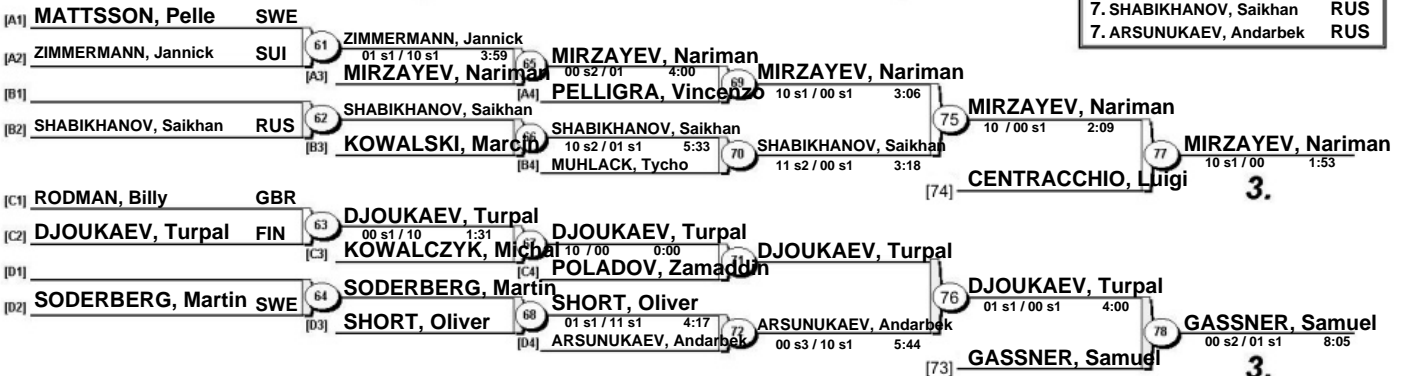 7. SHABIKHANOV, Saikhan RUS
7. ARSUNUKAEV, Andarbek RUS
[A1] MATTSSON, Pelle SWE
[A2] ZIMMERMANN, Jannick SUI
61 ZIMMERMANN, Jannick
01 s1 / 10 s1 3:59
[A3] MIRZAYEV, Nariman
65 MIRZAYEV, Nariman
00 s2 / 01 4:00
[A4] PELLIGRA, Vincenzo
69 MIRZAYEV, Nariman
10 s1 / 00 s1 3:06
[B1]
[B2] SHABIKHANOV, Saikhan RUS
62 SHABIKHANOV, Saikhan
[B3] KOWALSKI, Marcin
66 SHABIKHANOV, Saikhan
10 s2 / 01 s1 5:33
[B4] MUHLACK, Tycho
70 SHABIKHANOV, Saikhan
11 s2 / 00 s1 3:18
75 MIRZAYEV, Nariman
10 / 00 s1 2:09
[74] CENTRACCHIO, Luigi
77 MIRZAYEV, Nariman
10 s1 / 00 1:53
3.
[C1] RODMAN, Billy GBR
[C2] DJOUKAEV, Turpal FIN
63 DJOUKAEV, Turpal
00 s1 / 10 1:31
[C3] KOWALCZYK, Michal
67 DJOUKAEV, Turpal
10 / 00 0:00
[C4] POLADOV, Zamaddin
71 DJOUKAEV, Turpal
[D1]
[D2] SODERBERG, Martin SWE
64 SODERBERG, Martin
[D3] SHORT, Oliver
68 SHORT, Oliver
01 s1 / 11 s1 4:17
[D4] ARSUNUKAEV, Andarbek
72 ARSUNUKAEV, Andarbek
00 s3 / 10 s1 5:44
76 DJOUKAEV, Turpal
01 s1 / 00 s1 4:00
[73] GASSNER, Samuel
78 GASSNER, Samuel
00 s2 / 01 s1 8:05
3.